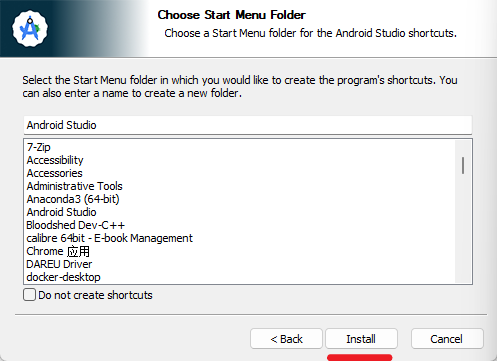 Choose Start Menu Folder
Choose a Start Menu folder for the Android Studio shortcuts.
Select the Start Menu folder in which you would like to create the program's shortcuts. You
can also enter a name to create a new folder.
Android Studio
7-Zip
Accessibility
Accessories
Administrative Tools
Anaconda3 (64-bit)
Android Studio
Bloodshed Dev-C++
calibre 64bit - E-book Management
Chrome 应用
DAREU Driver
docker-desktop
Do not create shortcuts
< Back
Install
Cancel